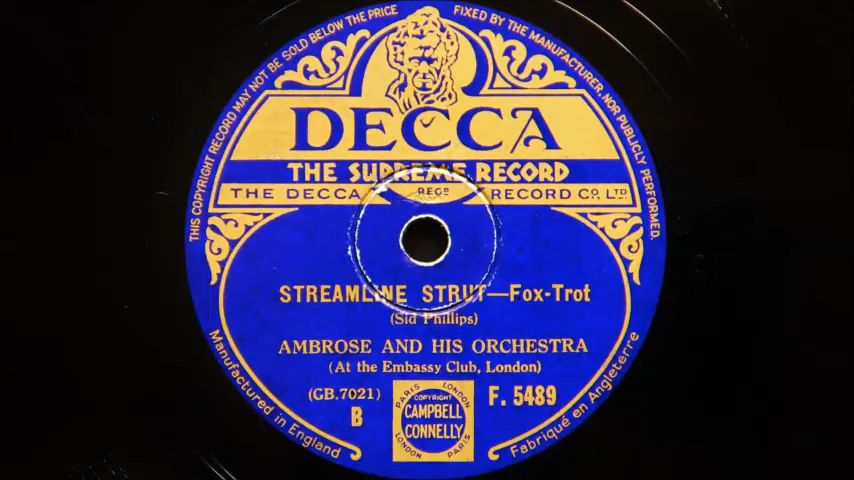 THIS COPYRIGHT RECORD MAY NOT BE SOLD BELOW THE PRICE FIXED BY THE MANUFACTURER, NOR PUBLICLY PERFORMED.
DECCA
THE SUPREME RECORD
THE DECCA REGD RECORD CO. LTD
STREAMLINE STRUT—Fox-Trot
(Sid Phillips)
AMBROSE AND HIS ORCHESTRA
(At the Embassy Club, London)
(GB.7021)
B
F. 5489
PARIS LONDON
COPYRIGHT
CAMPBELL
CONNELLY
LONDON PARIS
Manufactured in England
Fabriqué en Angleterre